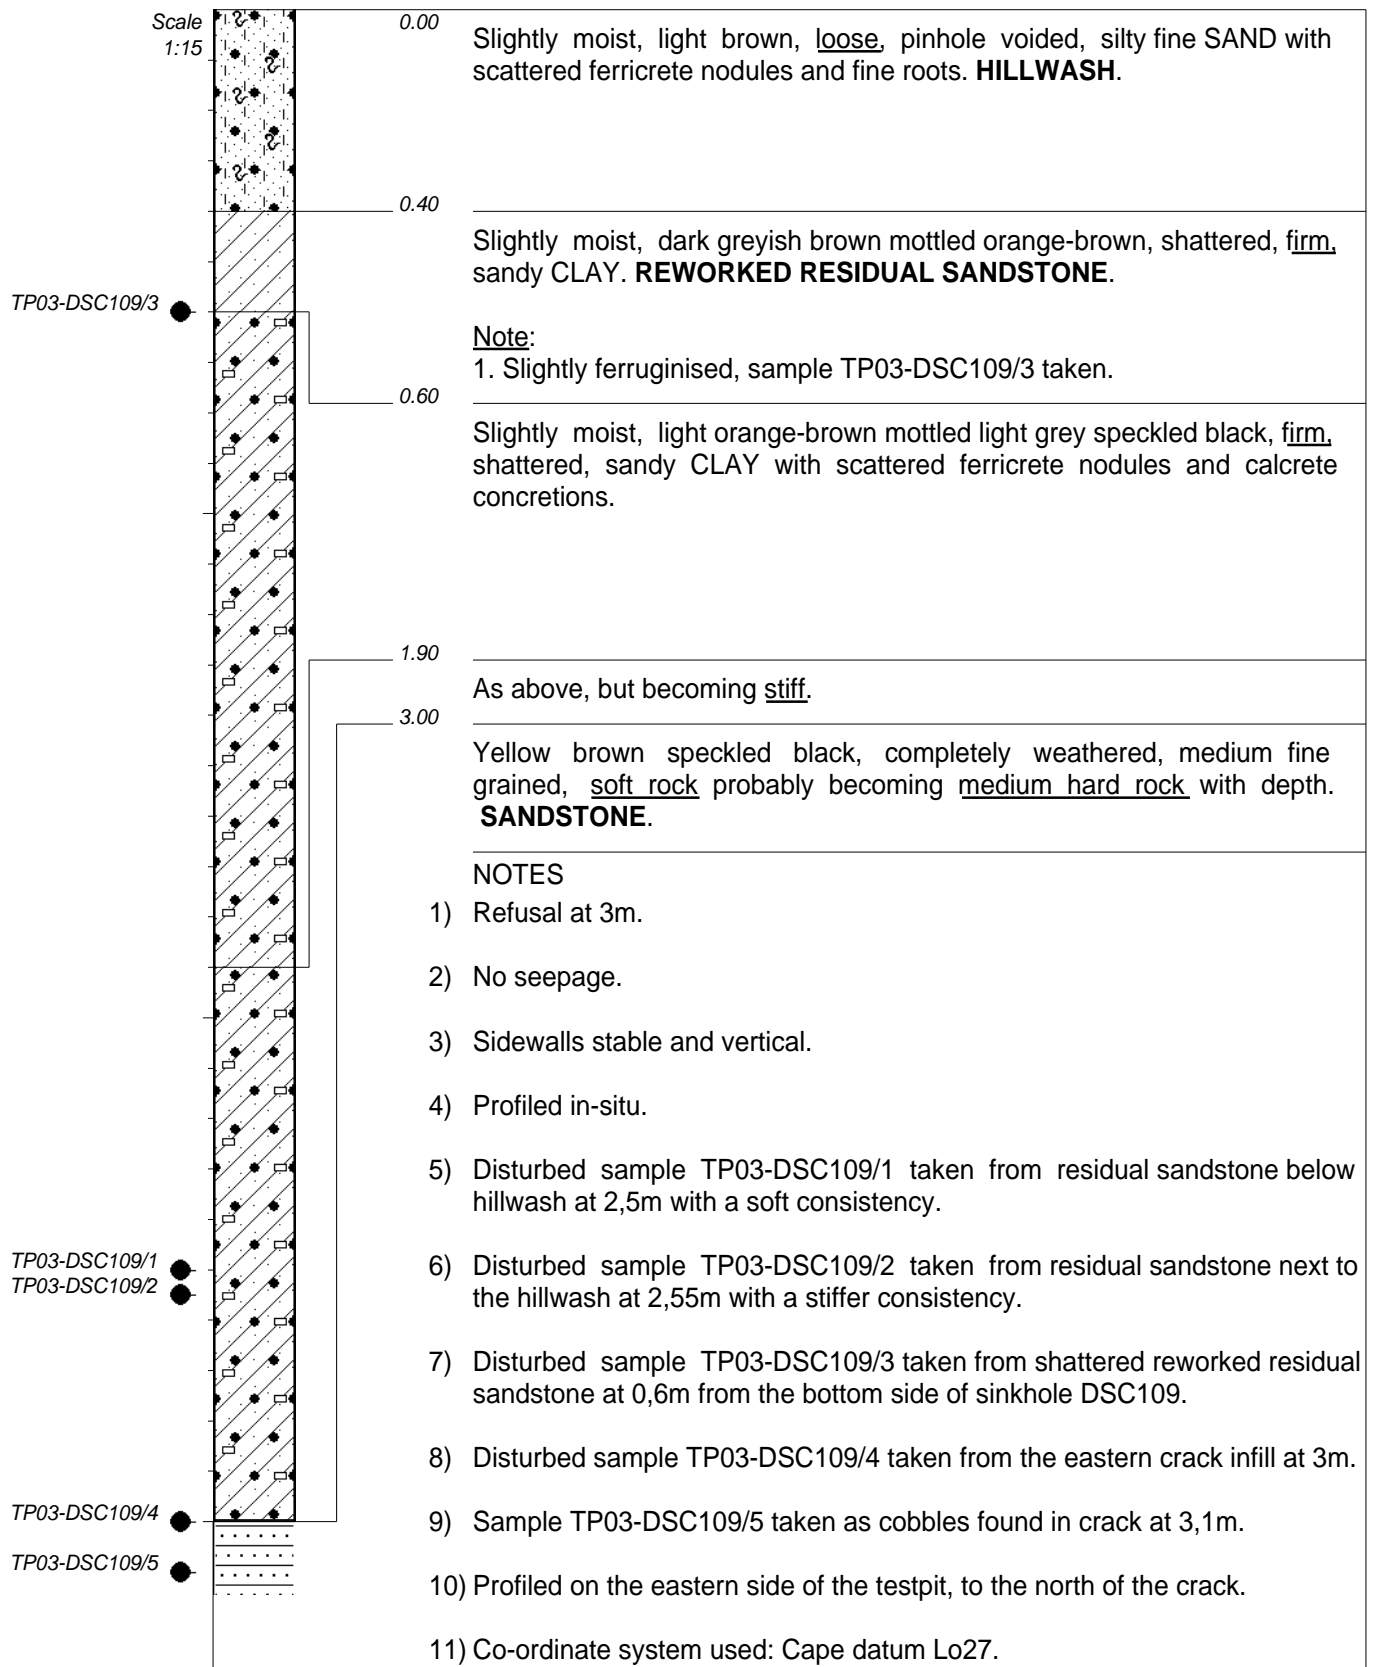 Scale
1:15
0.00
Slightly moist, light brown, loose, pinhole voided, silty fine SAND with
scattered ferricrete nodules and fine roots. HILLWASH.
0.40
Slightly moist, dark greyish brown mottled orange-brown, shattered, firm,
sandy CLAY. REWORKED RESIDUAL SANDSTONE.
TP03-DSC109/3
Note:
1. Slightly ferruginised, sample TP03-DSC109/3 taken.
0.60
Slightly moist, light orange-brown mottled light grey speckled black, firm,
shattered, sandy CLAY with scattered ferricrete nodules and calcrete
concretions.
1.90
As above, but becoming stiff.
3.00
Yellow brown speckled black, completely weathered, medium fine
grained, soft rock probably becoming medium hard rock with depth.
SANDSTONE.
NOTES
1) Refusal at 3m.
2) No seepage.
3) Sidewalls stable and vertical.
4) Profiled in-situ.
5) Disturbed sample TP03-DSC109/1 taken from residual sandstone below
hillwash at 2,5m with a soft consistency.
TP03-DSC109/1
TP03-DSC109/2
6) Disturbed sample TP03-DSC109/2 taken from residual sandstone next to
the hillwash at 2,55m with a stiffer consistency.
7) Disturbed sample TP03-DSC109/3 taken from shattered reworked residual
sandstone at 0,6m from the bottom side of sinkhole DSC109.
8) Disturbed sample TP03-DSC109/4 taken from the eastern crack infill at 3m.
TP03-DSC109/4
9) Sample TP03-DSC109/5 taken as cobbles found in crack at 3,1m.
TP03-DSC109/5
10) Profiled on the eastern side of the testpit, to the north of the crack.
11) Co-ordinate system used: Cape datum Lo27.